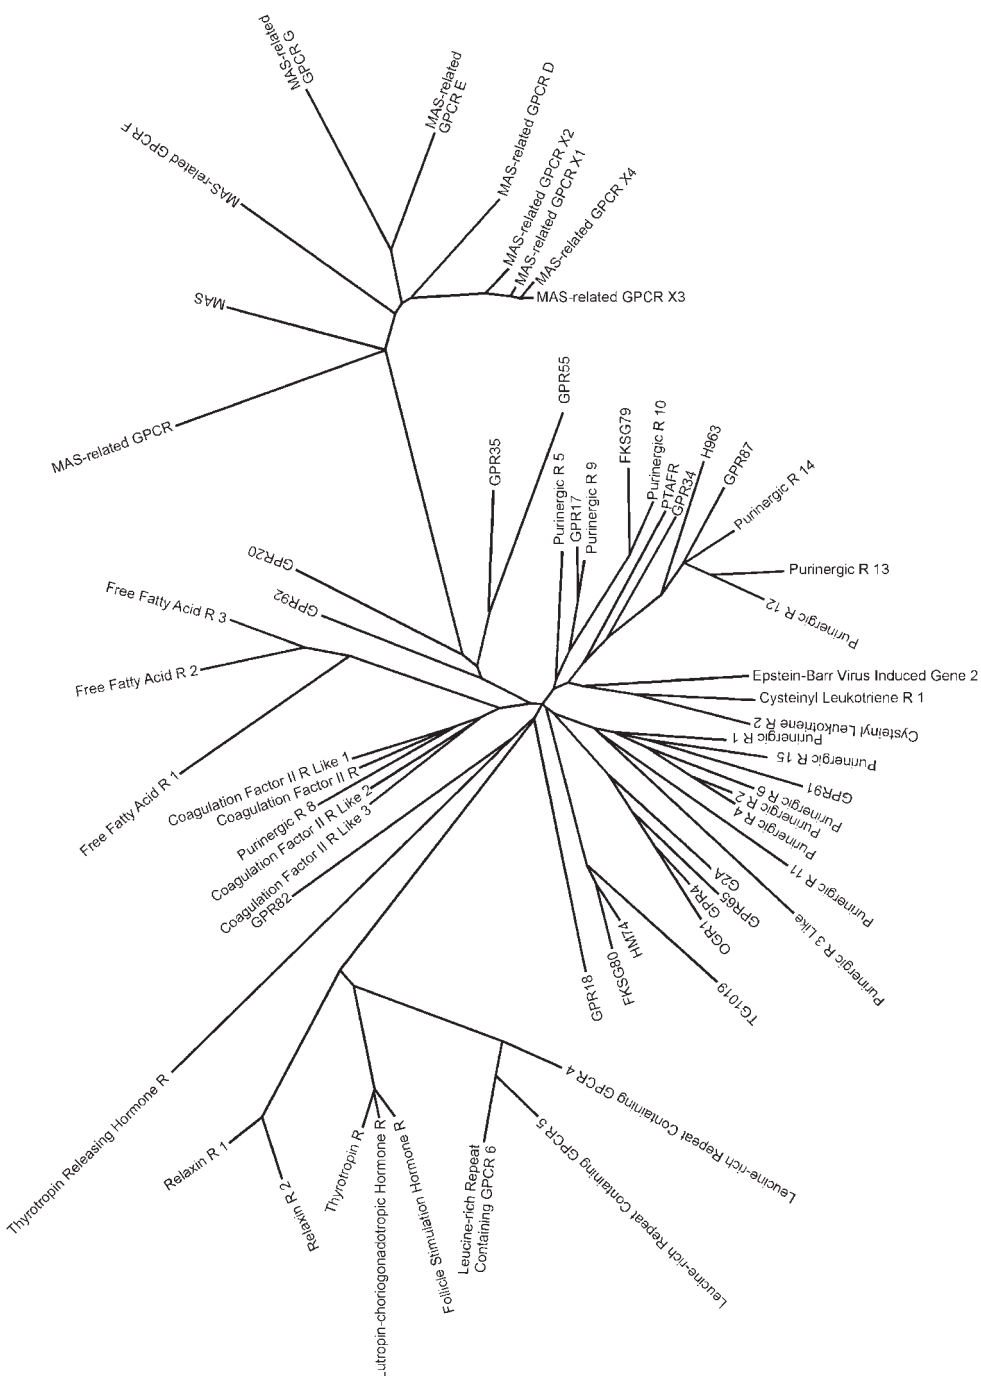 MAS-related
GPCR G
MAS-related
GPCR E
MAS-related GPCR D
MAS-related GPCR F
MAS-related GPCR X2
MAS-related GPCR X1
MAS-related GPCR X4
MAS-related GPCR X3
MAS
MAS-related GPCR
GPR55
GPR35
Purinergic R 5
GPR17
Purinergic R 9
FKSG79
Purinergic R 10
PTAFR
GPR34
H963
GPR87
Purinergic R 14
Purinergic R 13
Purinergic R 12
GPR20
GPR92
Free Fatty Acid R 3
Free Fatty Acid R 2
Free Fatty Acid R 1
Epstein-Barr Virus Induced Gene 2
Cysteinyl Leukotriene R 1
Cysteinyl Leukotriene R 2
Purinergic R 1
Purinergic R 15
GPR91
Purinergic R 6
Purinergic R 2
Purinergic R 4
Purinergic R 11
Purinergic R 3 Like
Coagulation Factor II R Like 1
Coagulation Factor II R
Purinergic R 8
Coagulation Factor II R Like 2
Coagulation Factor II R Like 3
GPR82
G2A
GPR65
GPR4
OGR1
TG1019
HM74
FKSG80
GPR18
Thyrotropin Releasing Hormone R
Relaxin R 1
Relaxin R 2
Thyrotropin R
Lutropin-choriogonadotropic Hormone R
Follicle Stimulation Hormone R
Leucine-rich Repeat
Containing GPCR 6
Leucine-rich Repeat Containing GPCR 5
Leucine-rich Repeat Containing GPCR 4